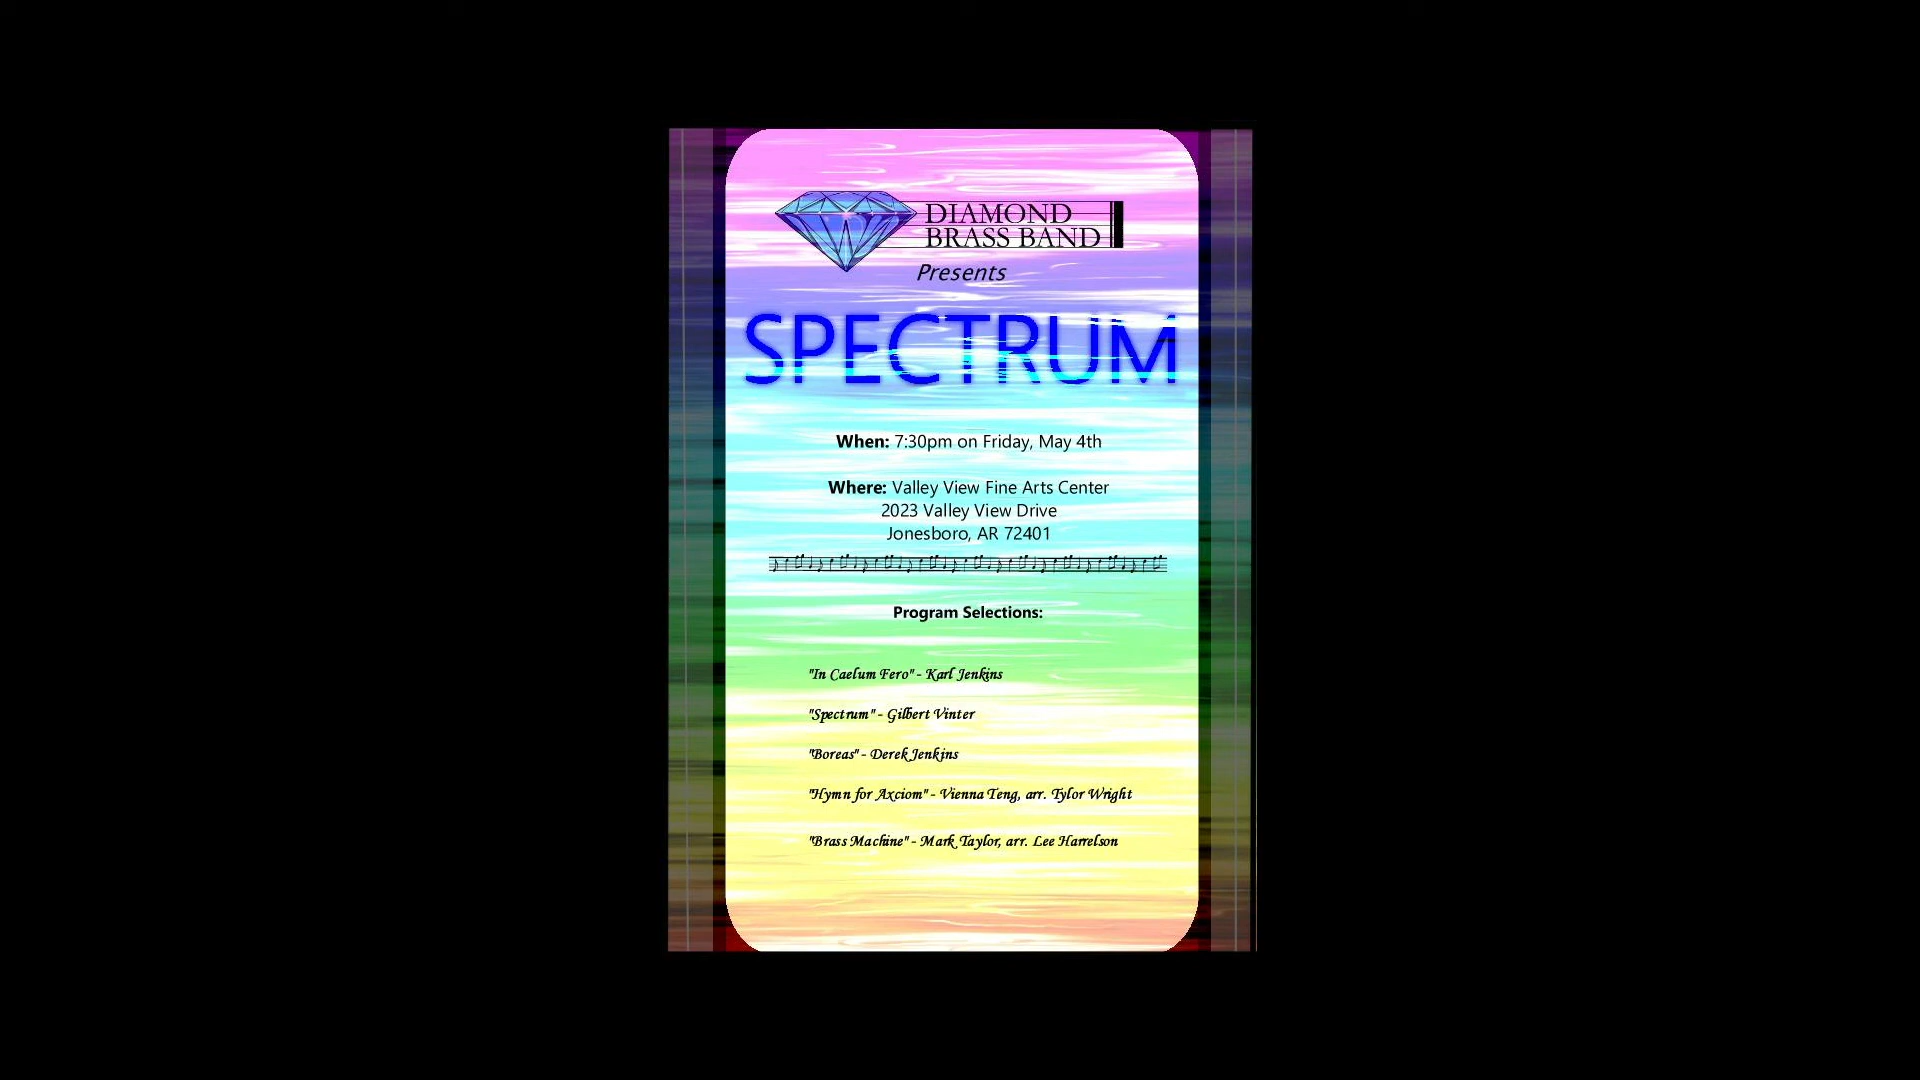 DIAMOND
BRASS BAND
Presents
SPECTRUM
When: 7:30pm on Friday, May 4th
Where: Valley View Fine Arts Center
2023 Valley View Drive
Jonesboro, AR 72401
Program Selections:
"In Caelum Fero" - Karl Jenkins
"Spectrum" - Gilbert Vinter
"Boreas" - Derek Jenkins
"Hymn for Axciom" - Vienna Teng, arr. Tylor Wright
"Brass Machine" - Mark Taylor, arr. Lee Harrelson